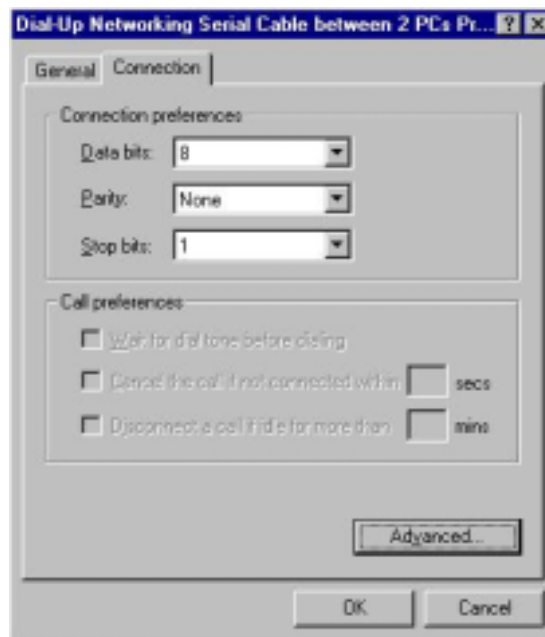 Dial-Up Networking Serial Cable between 2 PCs Pr...
General Connection
Connection preferences
Data bits: 8
Parity: None
Stop bits: 1
Call preferences
Wait for dial tone before dialing
Cancel the call if not connected within secs
Disconnect a call if idle for more than mins
Advanced...
OK Cancel